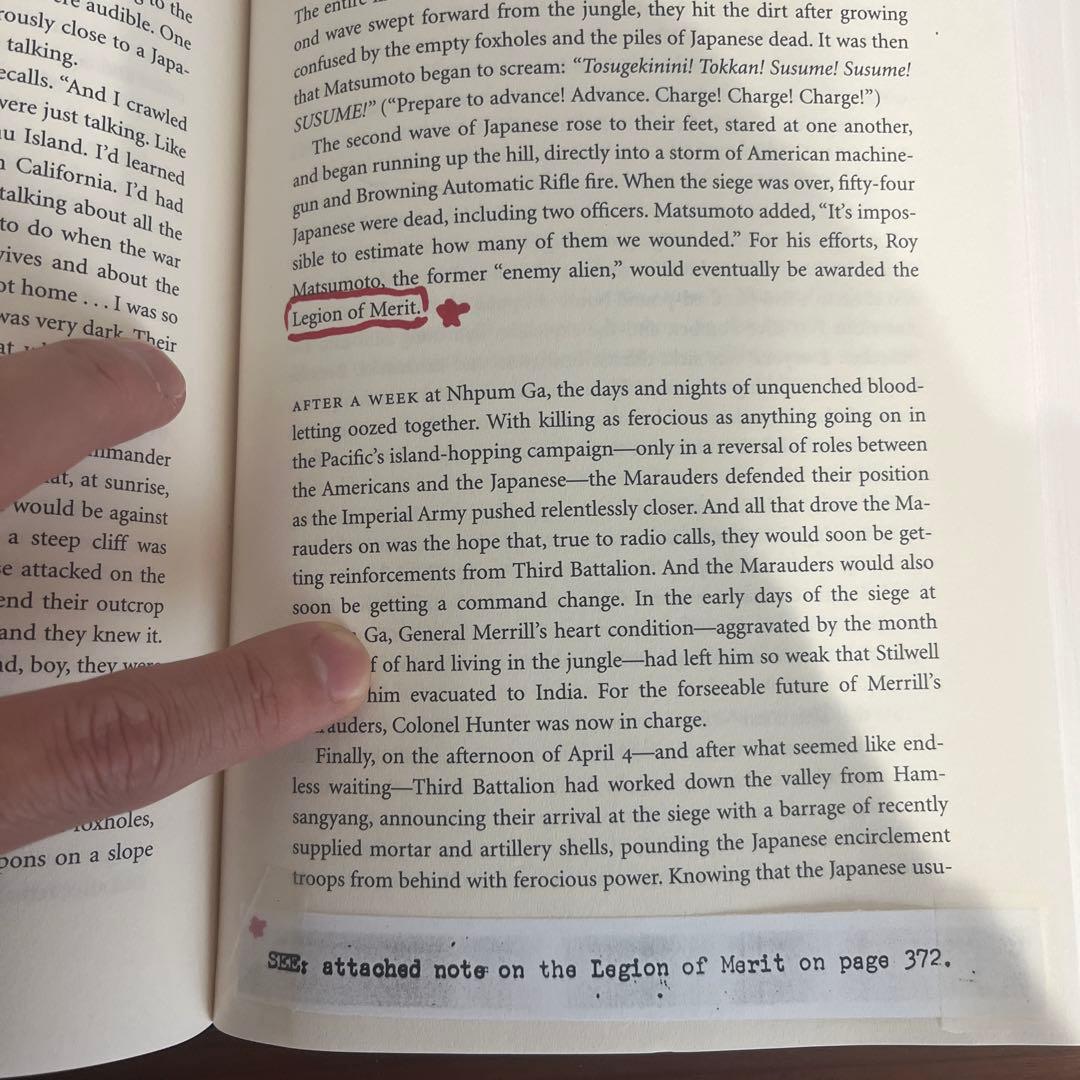 to the
audible. One
rously close to a Japa-
talking.
ecalls. “And I crawled
were just talking. Like
Island. I’d learned
California. I’d had
talking about all the
to do when the war
and about the
home . . . I was so
was very dark. Their
at
at, at sunrise,
would be against
a steep cliff was
attacked on the
their outcrop
and they knew it.
boy, they
foxholes,
on a slope
The
ond wave swept forward from the jungle, they hit the dirt after growing
confused by the empty foxholes and the piles of Japanese dead. It was then
that Matsumoto began to scream: “Tosugekinini! Tokkan! Susume! Susume!
SUSUME!” (“Prepare to advance! Advance. Charge! Charge! Charge!”)
The second wave of Japanese rose to their feet, stared at one another,
and began running up the hill, directly into a storm of American machine-
gun and Browning Automatic Rifle fire. When the siege was over, fifty-four
Japanese were dead, including two officers. Matsumoto added, “It’s impos-
sible to estimate how many of them we wounded.” For his efforts, Roy
Matsumoto, the former “enemy alien,” would eventually be awarded the
Legion of Merit.
AFTER A WEEK at Nhpum Ga, the days and nights of unquenched blood-
letting oozed together. With killing as ferocious as anything going on in
the Pacific’s island-hopping campaign—only in a reversal of roles between
the Americans and the Japanese—the Marauders defended their position
as the Imperial Army pushed relentlessly closer. And all that drove the Ma-
rauders on was the hope that, true to radio calls, they would soon be get-
ting reinforcements from Third Battalion. And the Marauders would also
soon be getting a command change. In the early days of the siege at
Ga, General Merrill’s heart condition—aggravated by the month
of hard living in the jungle—had left him so weak that Stilwell
him evacuated to India. For the forseeable future of Merrill’s
auders, Colonel Hunter was now in charge.
Finally, on the afternoon of April 4—and after what seemed like end-
less waiting—Third Battalion had worked down the valley from Ham-
sangyang, announcing their arrival at the siege with a barrage of recently
supplied mortar and artillery shells, pounding the Japanese encirclement
troops from behind with ferocious power. Knowing that the Japanese usu-
SEE: attached note on the Legion of Merit on page 372.